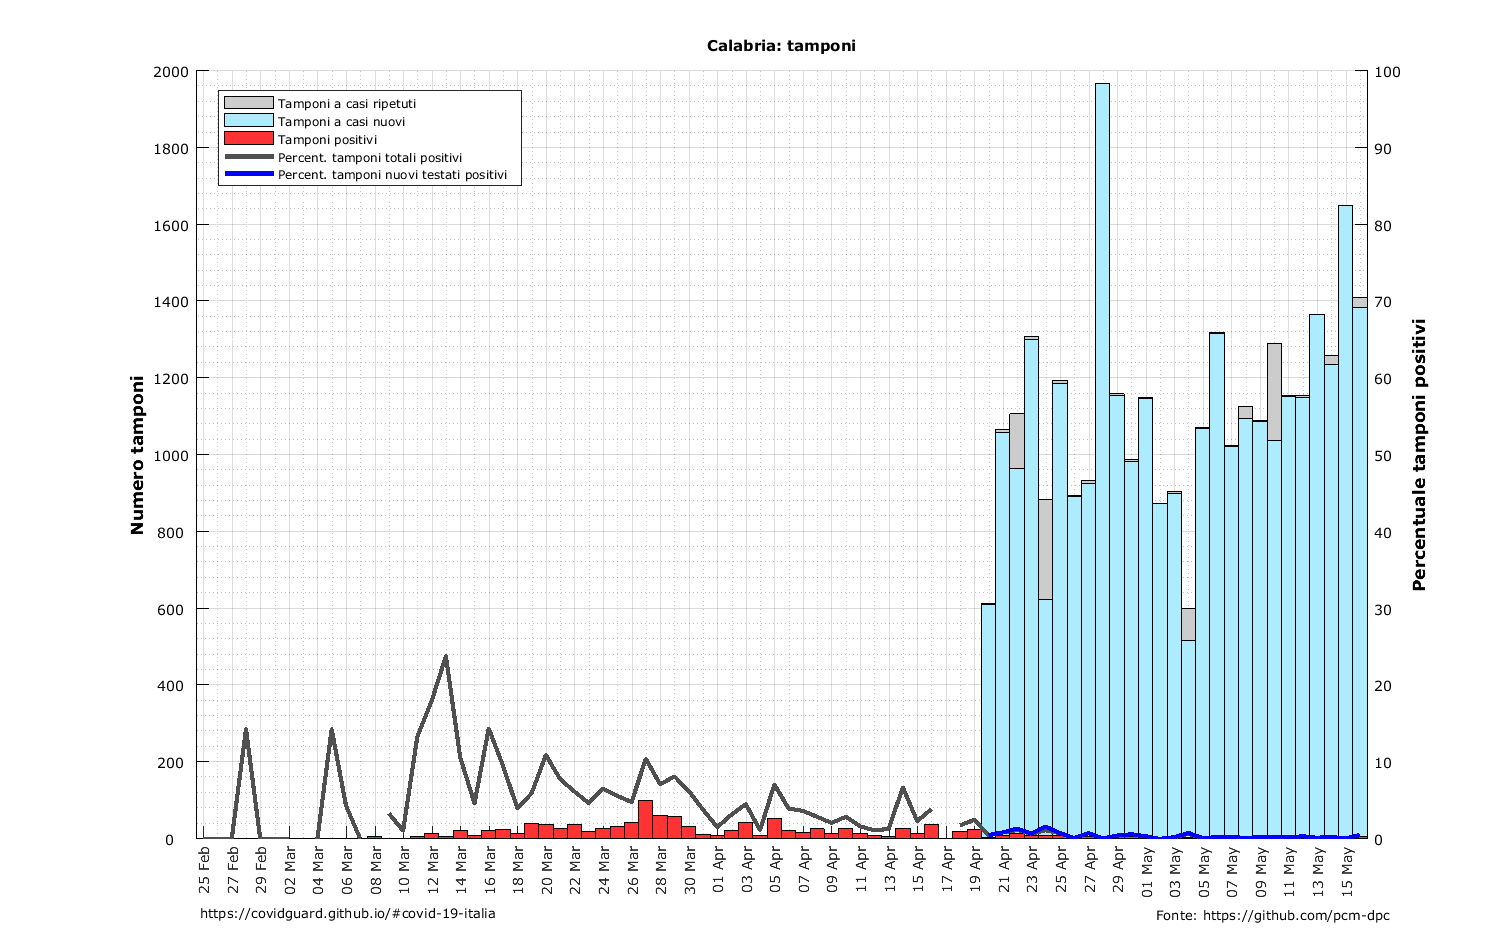 Calabria: tamponi
Tamponi a casi ripetuti
Tamponi a casi nuovi
Tamponi positivi
Percent. tamponi totali positivi
Percent. tamponi nuovi testati positivi
Numero tamponi
2000
1800
1600
1400
1200
1000
800
600
400
200
0
Percentuale tamponi positivi
100
90
80
70
60
50
40
30
20
10
0
25 Feb
27 Feb
29 Feb
02 Mar
04 Mar
06 Mar
08 Mar
10 Mar
12 Mar
14 Mar
16 Mar
18 Mar
20 Mar
22 Mar
24 Mar
26 Mar
28 Mar
30 Mar
01 Apr
03 Apr
05 Apr
07 Apr
09 Apr
11 Apr
13 Apr
15 Apr
17 Apr
19 Apr
21 Apr
23 Apr
25 Apr
27 Apr
29 Apr
01 May
03 May
05 May
07 May
09 May
11 May
13 May
15 May
https://covidguard.github.io/#covid-19-italia
Fonte: https://github.com/pcm-dpc